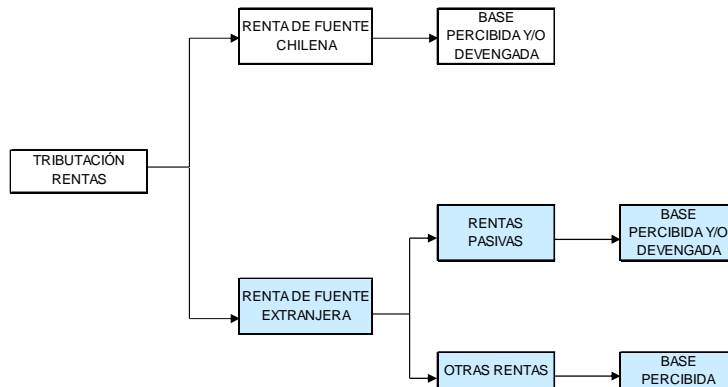 RENTA DE FUENTE
CHILENA
BASE
PERCIBIDA Y/O
DEVENGADA
TRIBUTACIÓN
RENTAS
RENTAS
PASIVAS
BASE
PERCIBIDA Y/O
DEVENGADA
RENTA DE FUENTE
EXTRANJERA
OTRAS RENTAS
BASE
PERCIBIDA